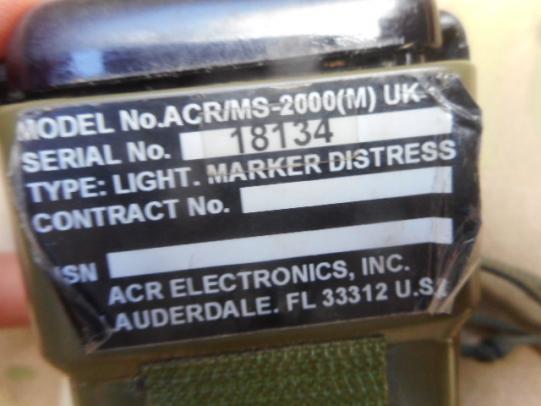 MODEL No.ACR/MS-2000(M) UK
SERIAL No. 18134
TYPE: LIGHT. MARKER DISTRESS
CONTRACT No.
SN
ACR ELECTRONICS, INC.
LAUDERDALE. FL 33312 U.S.